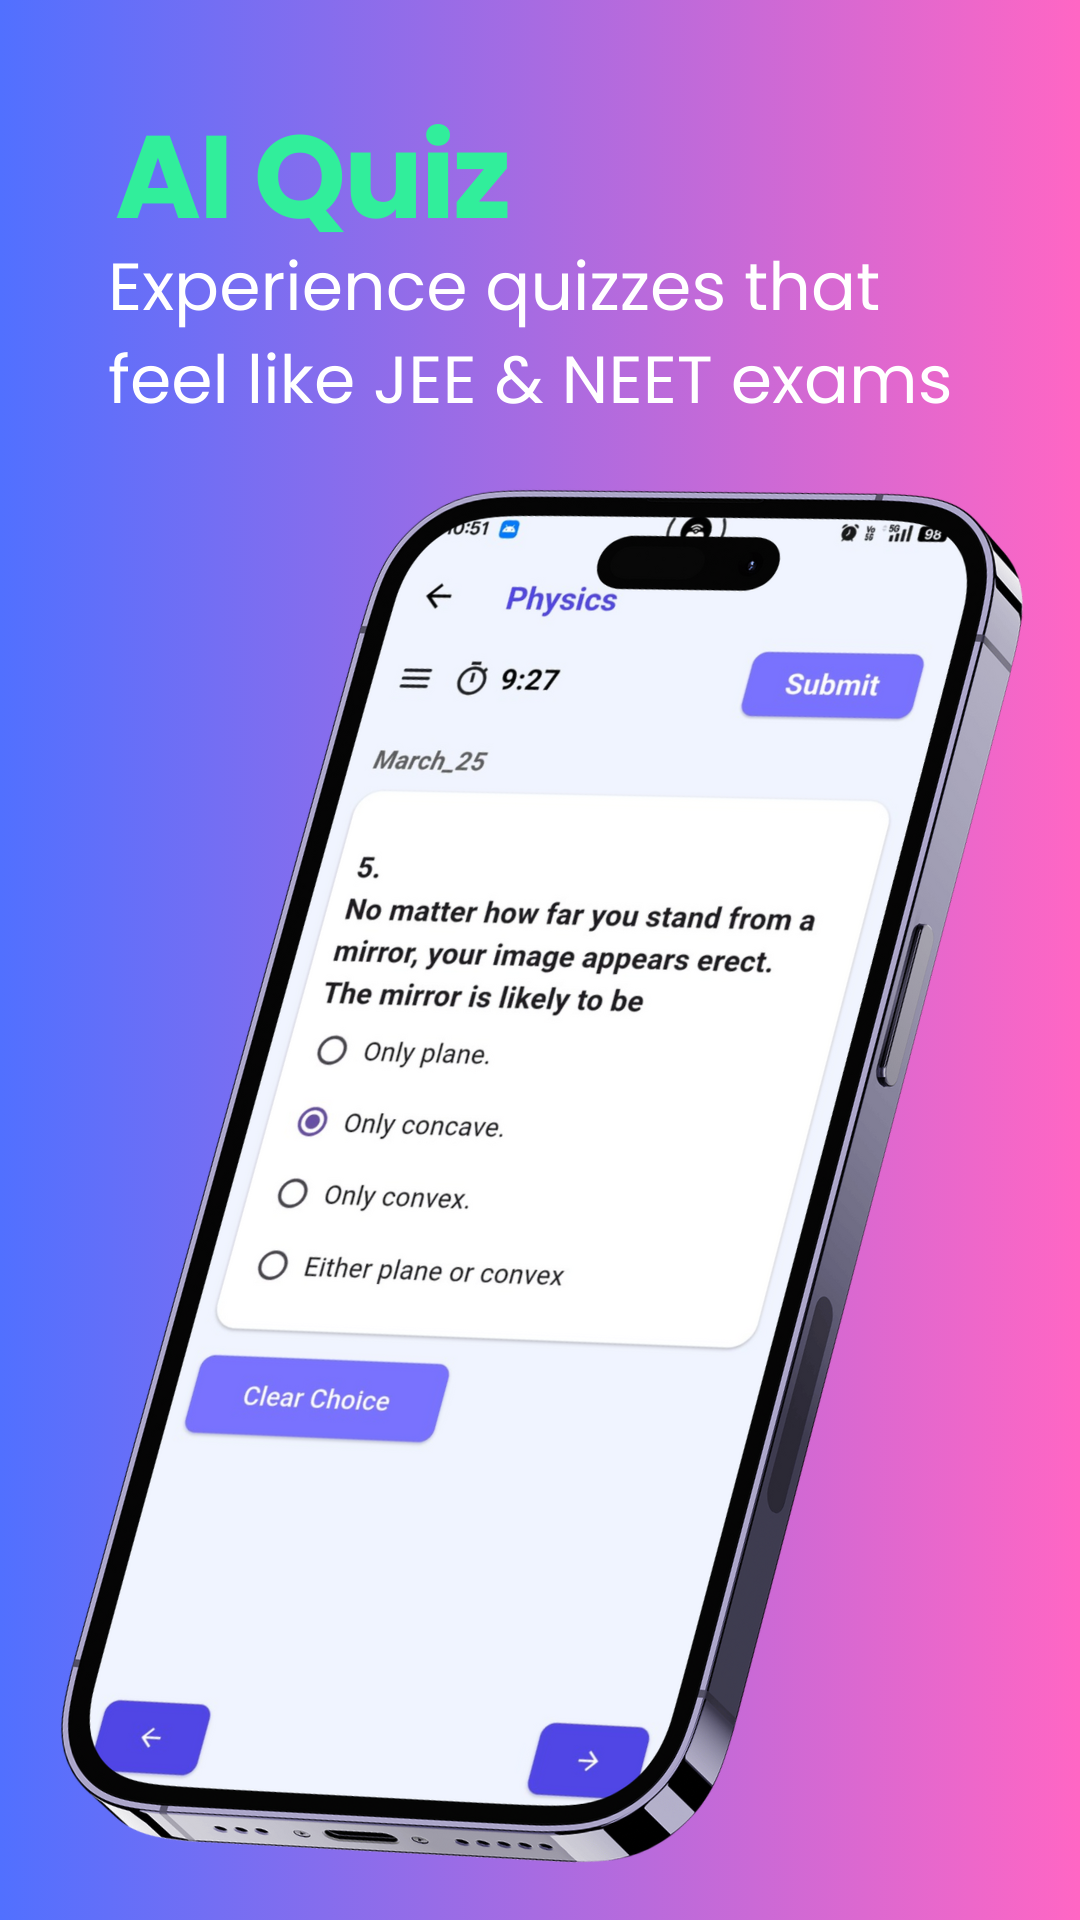 AI Quiz
Experience quizzes that
feel like JEE & NEET exams
10:51
5G
98
Physics
9:27
Submit
March_25
5.
No matter how far you stand from a
mirror, your image appears erect.
The mirror is likely to be
Only plane.
Only concave.
Only convex.
Either plane or convex
Clear Choice